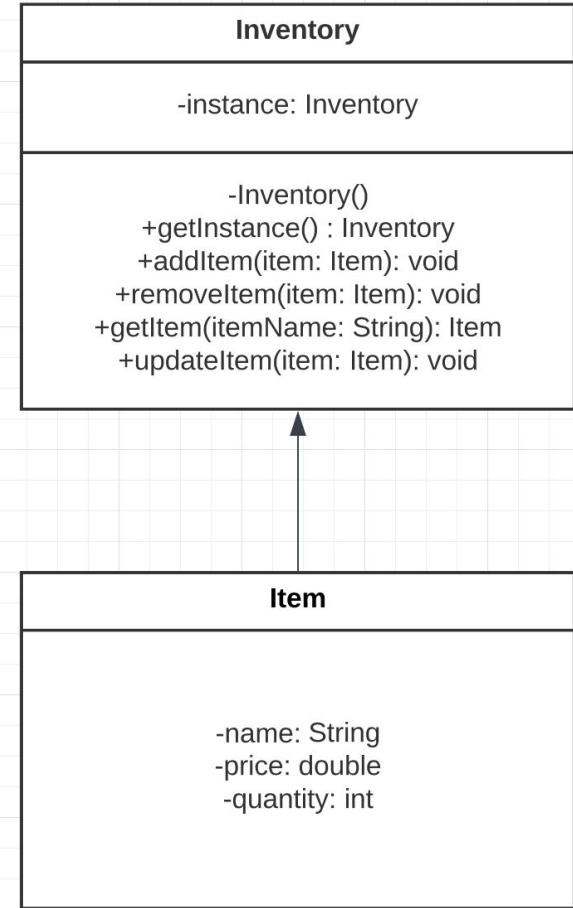 Inventory
-instance: Inventory
-Inventory()
+getInstance() : Inventory
+addItem(item: Item): void
+removeItem(item: Item): void
+getItem(itemName: String): Item
+updateItem(item: Item): void
Item
-name: String
-price: double
-quantity: int